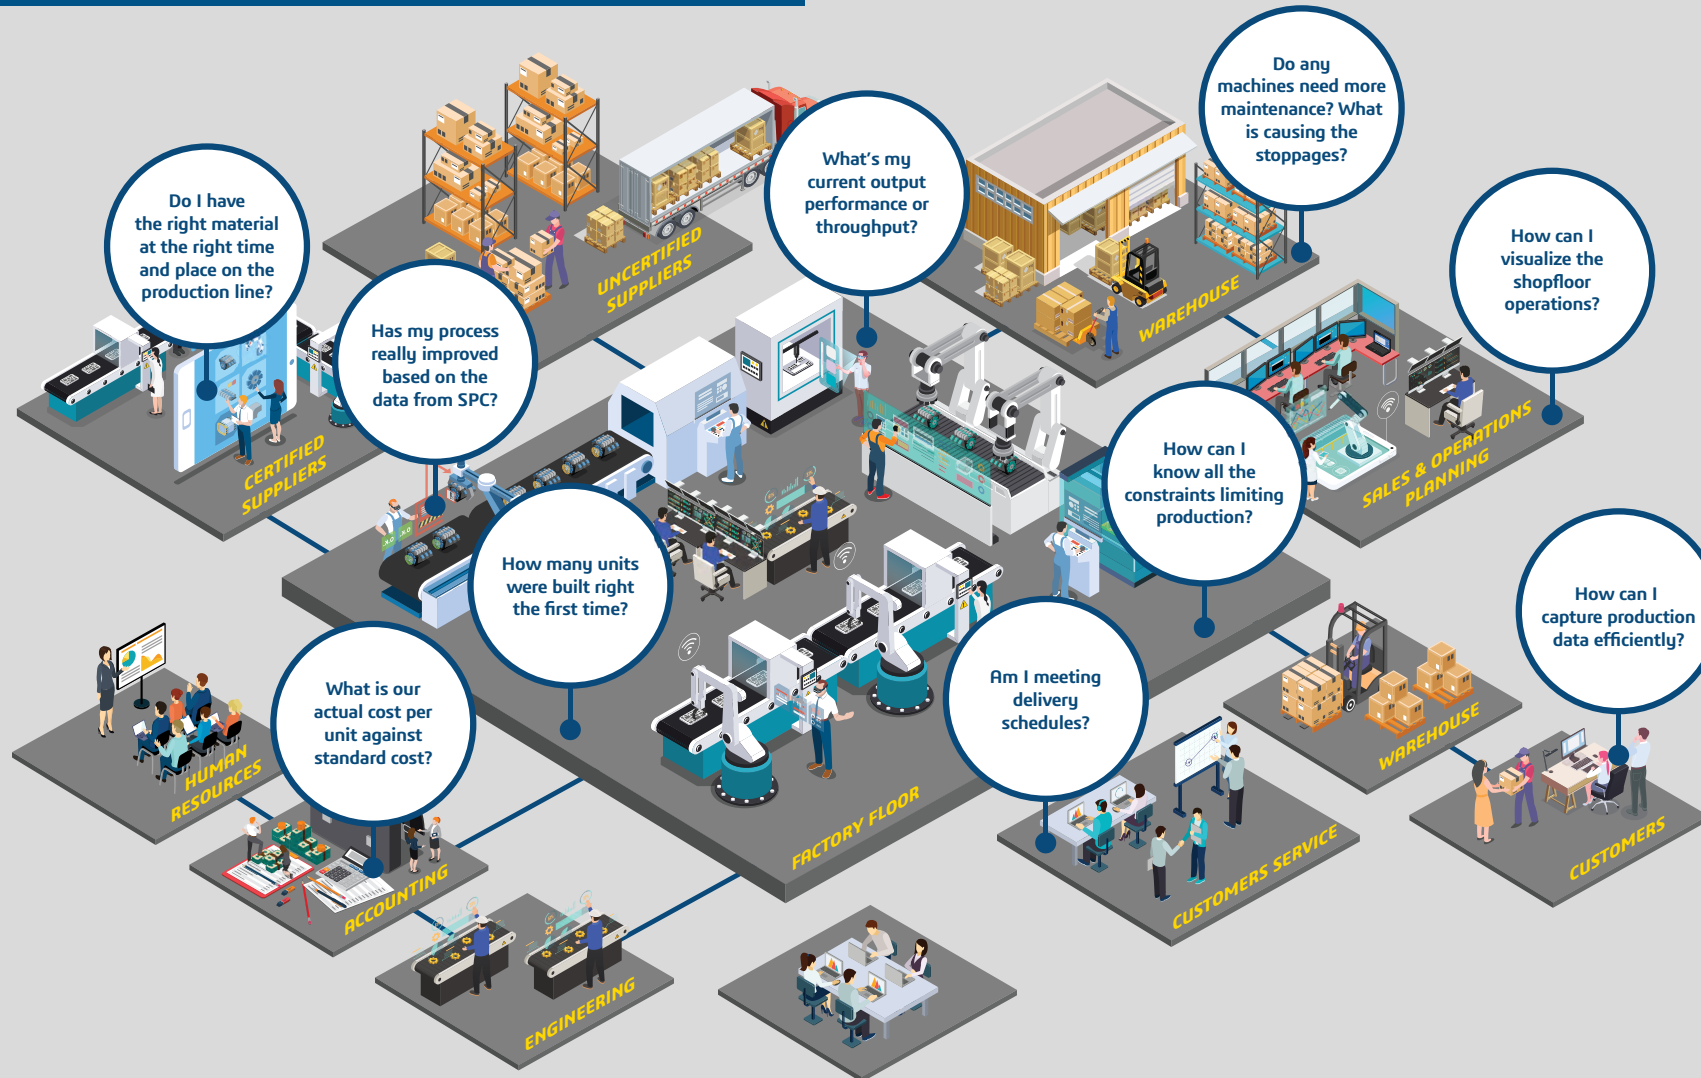 Do any
machines need more
maintenance? What
is causing the
stoppages?
What's my
current output
performance or
throughput?
Do I have
the right material
at the right time
and place on the
production line?
How can I
visualize the
shopfloor
operations?
Has my process
really improved
based on the
data from SPC?
How can I
know all the
constraints limiting
production?
How many units
were built right
the first time?
How can I
capture production
data efficiently?
Am I meeting
delivery
schedules?
What is our
actual cost per
unit against
standard cost?
UNCERTIFIED
SUPPLIERS
WAREHOUSE
CERTIFIED
SUPPLIERS
SALES & OPERATIONS
PLANNING
HUMAN
RESOURCES
WAREHOUSE
FACTORY FLOOR
CUSTOMERS SERVICE
CUSTOMERS
ACCOUNTING
ENGINEERING